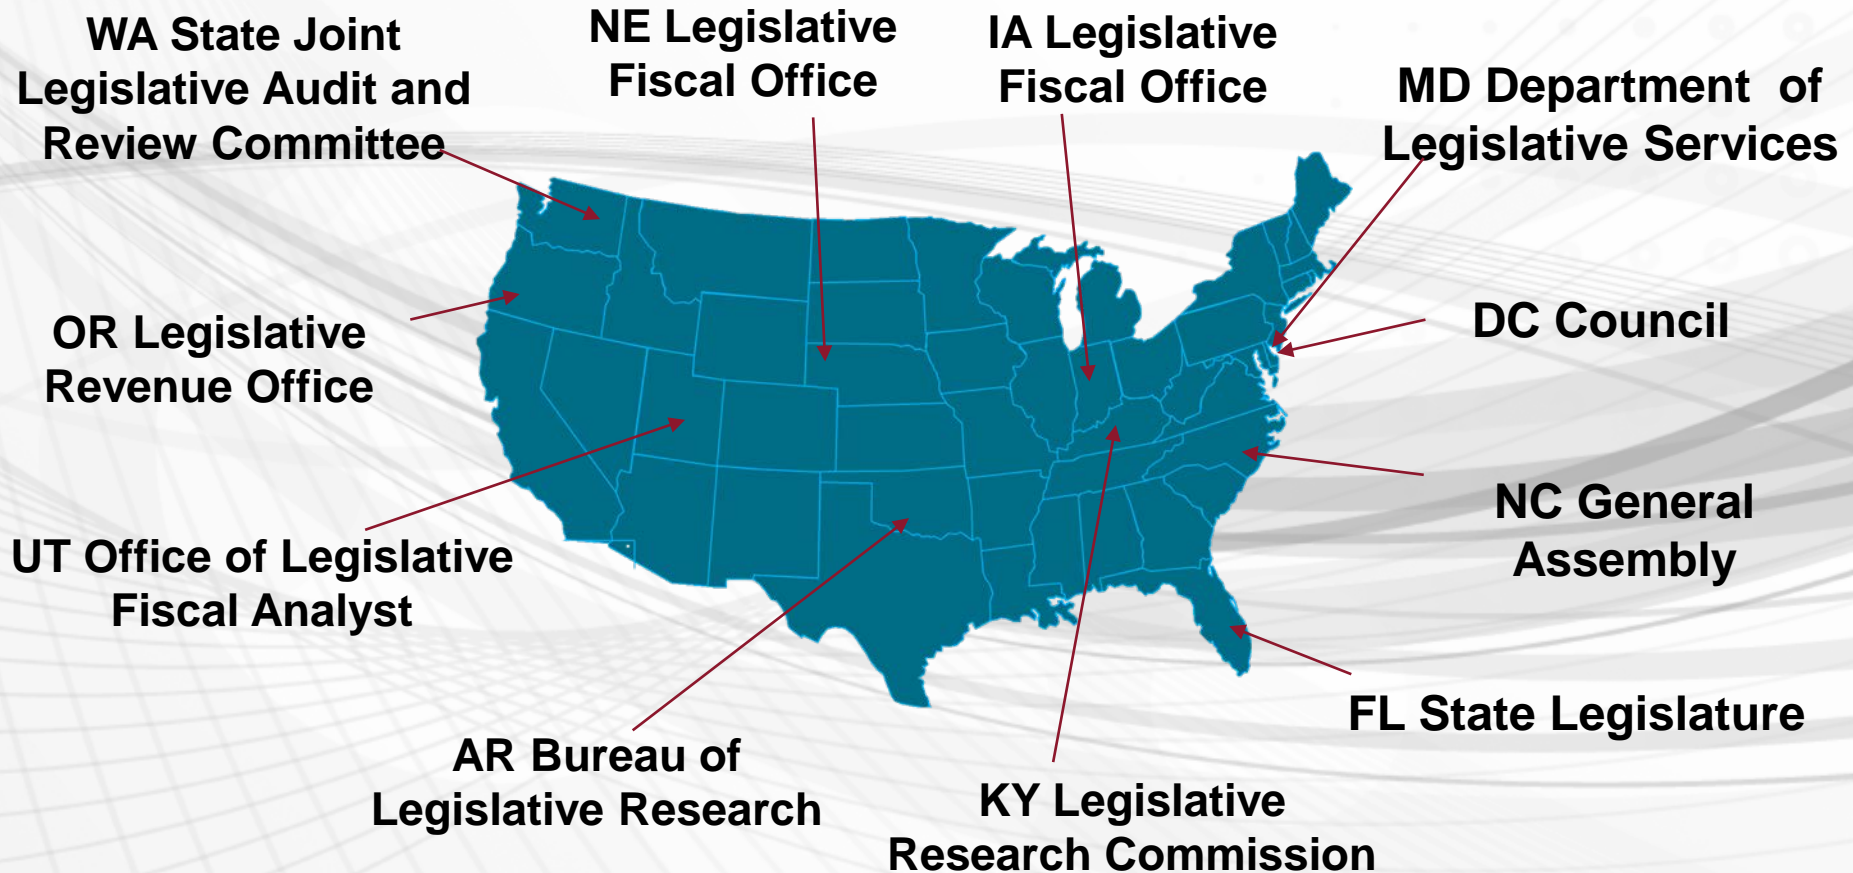 WA State Joint
Legislative Audit and
Review Committee
NE Legislative
Fiscal Office
IA Legislative
Fiscal Office
MD Department of
Legislative Services
OR Legislative
Revenue Office
DC Council
UT Office of Legislative
Fiscal Analyst
NC General
Assembly
AR Bureau of
Legislative Research
KY Legislative
Research Commission
FL State Legislature